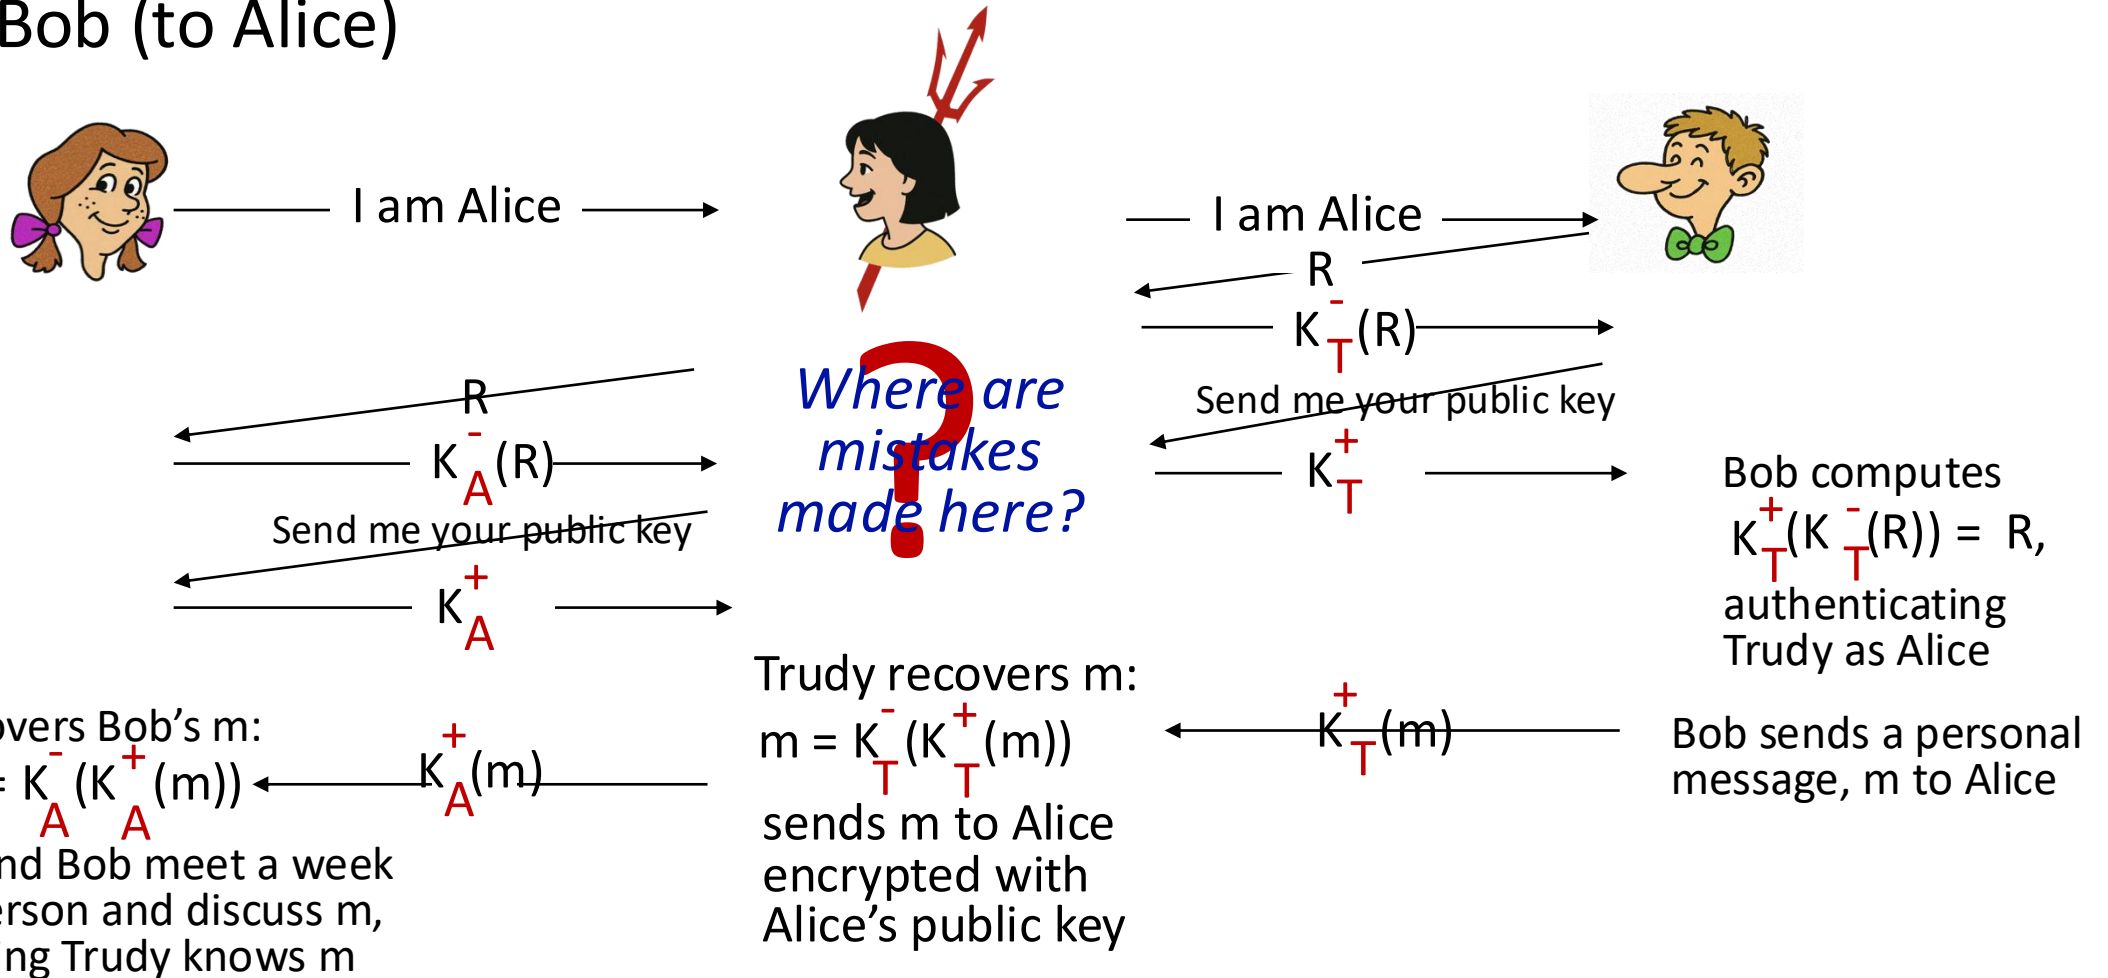 Bob (to Alice)
I am Alice
I am Alice
R
K-T(R)
Send me your public key
K+T
R
K-A(R)
Send me your public key
K+A
Where are
mistakes
made here?
?
Bob computes
K+T(K-T(R)) = R,
authenticating
Trudy as Alice
Bob sends a personal
message, m to Alice
K+T(m)
Trudy recovers m:
m = K-T(K+T(m))
sends m to Alice
encrypted with
Alice's public key
K+A(m)
overs Bob's m:
= K-A(K+A(m))
nd Bob meet a week
erson and discuss m,
ing Trudy knows m